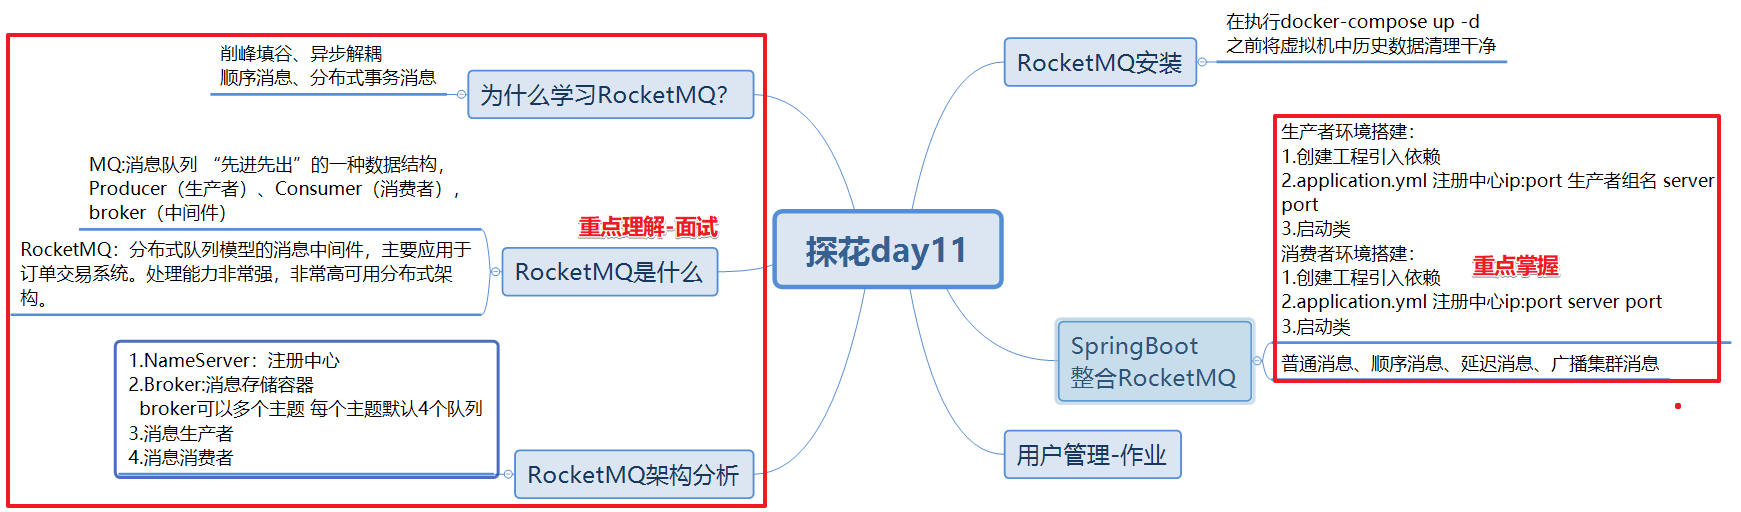 削峰填谷、异步解耦
顺序消息、分布式事务消息
为什么学习RocketMQ?
MQ:消息队列 “先进先出”的一种数据结构，
Producer（生产者）、Consumer（消费者），
broker（中间件）
重点理解-面试
RocketMQ：分布式队列模型的消息中间件，主要应用于
订单交易系统。处理能力非常强，非常高可用分布式架
构。
RocketMQ是什么
1.NameServer：注册中心
2.Broker:消息存储容器
broker可以多个主题 每个主题默认4个队列
3.消息生产者
4.消息消费者
RocketMQ架构分析
探花day11
RocketMQ安装
在执行docker-compose up -d
之前将虚拟机中历史数据清理干净
生产者环境搭建：
1.创建工程引入依赖
2.application.yml 注册中心ip:port 生产者组名 server
port
3.启动类
消费者环境搭建：
1.创建工程引入依赖
2.application.yml 注册中心ip:port server port
3.启动类
重点掌握
SpringBoot
整合RocketMQ
普通消息、顺序消息、延迟消息、广播集群消息
用户管理-作业